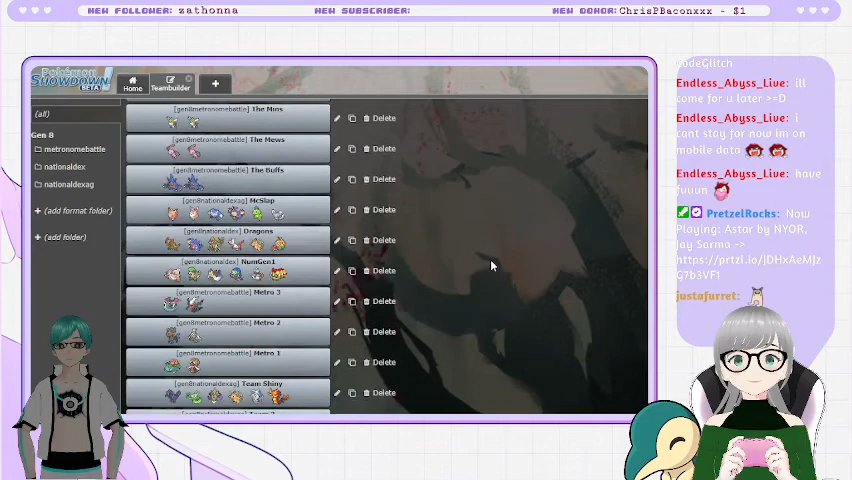 NEW FOLLOWER: zathonna
NEW SUBSCRIBER:
NEW DONOR: ChrisPBaconxxx - $1
Pokémon
SHOWDOWN!
BETA!
Home
Teambuilder
+
(all)
Gen 8
metronomebattle
nationaldex
nationaldexag
+ (add format folder)
+ (add folder)
[gen8metronomebattle] The Mins
Delete
[gen8metronomebattle] The Mews
Delete
[gen8metronomebattle] The Buffs
Delete
[gen8nationaldexag] McSlap
Delete
[gen8nationaldex] Dragons
Delete
[gen8nationaldex] NumGen1
Delete
[gen8metronomebattle] Metro 3
Delete
[gen8metronomebattle] Metro 2
Delete
[gen8metronomebattle] Metro 1
Delete
[gen8nationaldexag] Team Shiny
Delete
odeGlitch
Endless_Abyss_Live: ill
come for u later >=D
Endless_Abyss_Live: i
cant stay for now im on
mobile data
Endless_Abyss_Live: have
fuuun
PretzelRocks: Now
Playing: Astar by NYOR,
Jay Sarma ->
https://prtzl.io/jDHxAeMJz
G7b3VF1
justafurret: